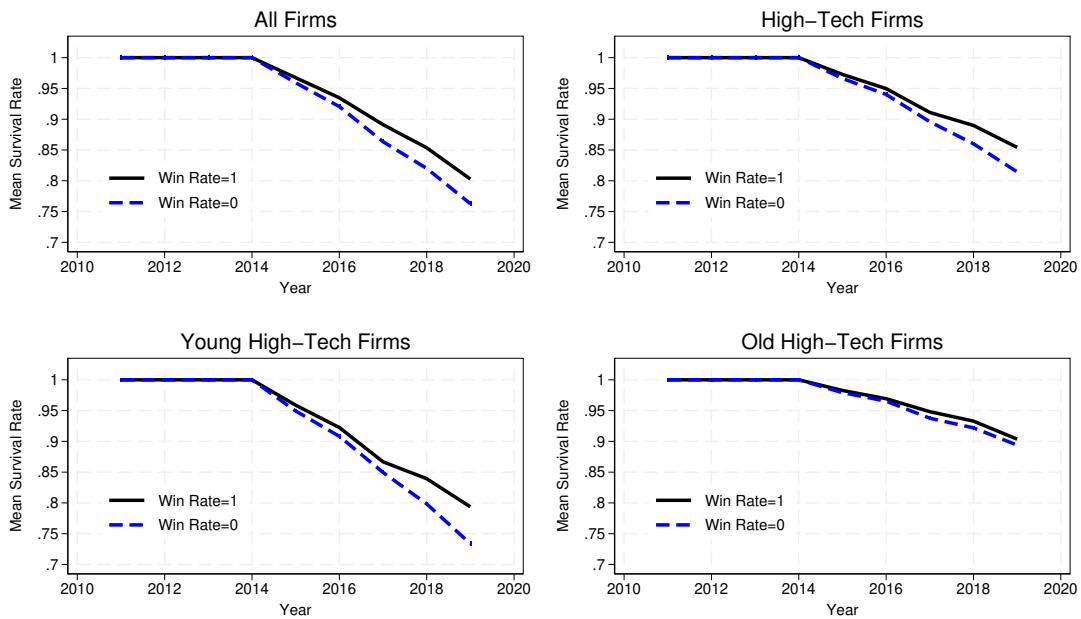 All Firms
Mean Survival Rate
1
.95
.9
.85
.8
.75
.7
Win Rate=1
Win Rate=0
2010 2012 2014 2016 2018 2020
Year
High−Tech Firms
Mean Survival Rate
1
.95
.9
.85
.8
.75
.7
Win Rate=1
Win Rate=0
2010 2012 2014 2016 2018 2020
Year
Young High−Tech Firms
Mean Survival Rate
1
.95
.9
.85
.8
.75
.7
Win Rate=1
Win Rate=0
2010 2012 2014 2016 2018 2020
Year
Old High−Tech Firms
Mean Survival Rate
1
.95
.9
.85
.8
.75
.7
Win Rate=1
Win Rate=0
2010 2012 2014 2016 2018 2020
Year